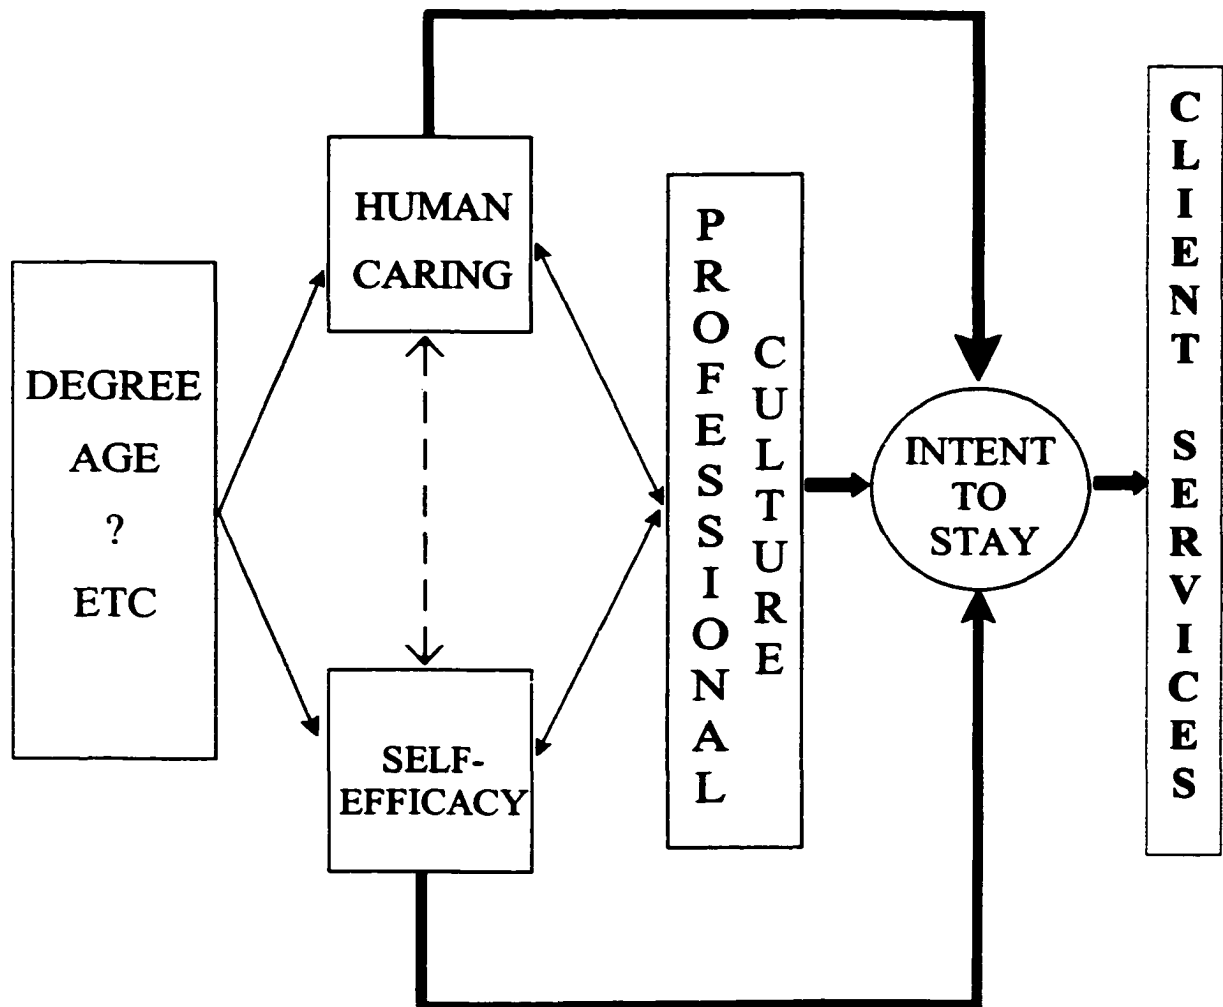 DEGREE
AGE
?
ETC
HUMAN
CARING
SELF-
EFFICACY
PROFESSIONAL
CULTURE
INTENT
TO
STAY
CLIENT SERVICES